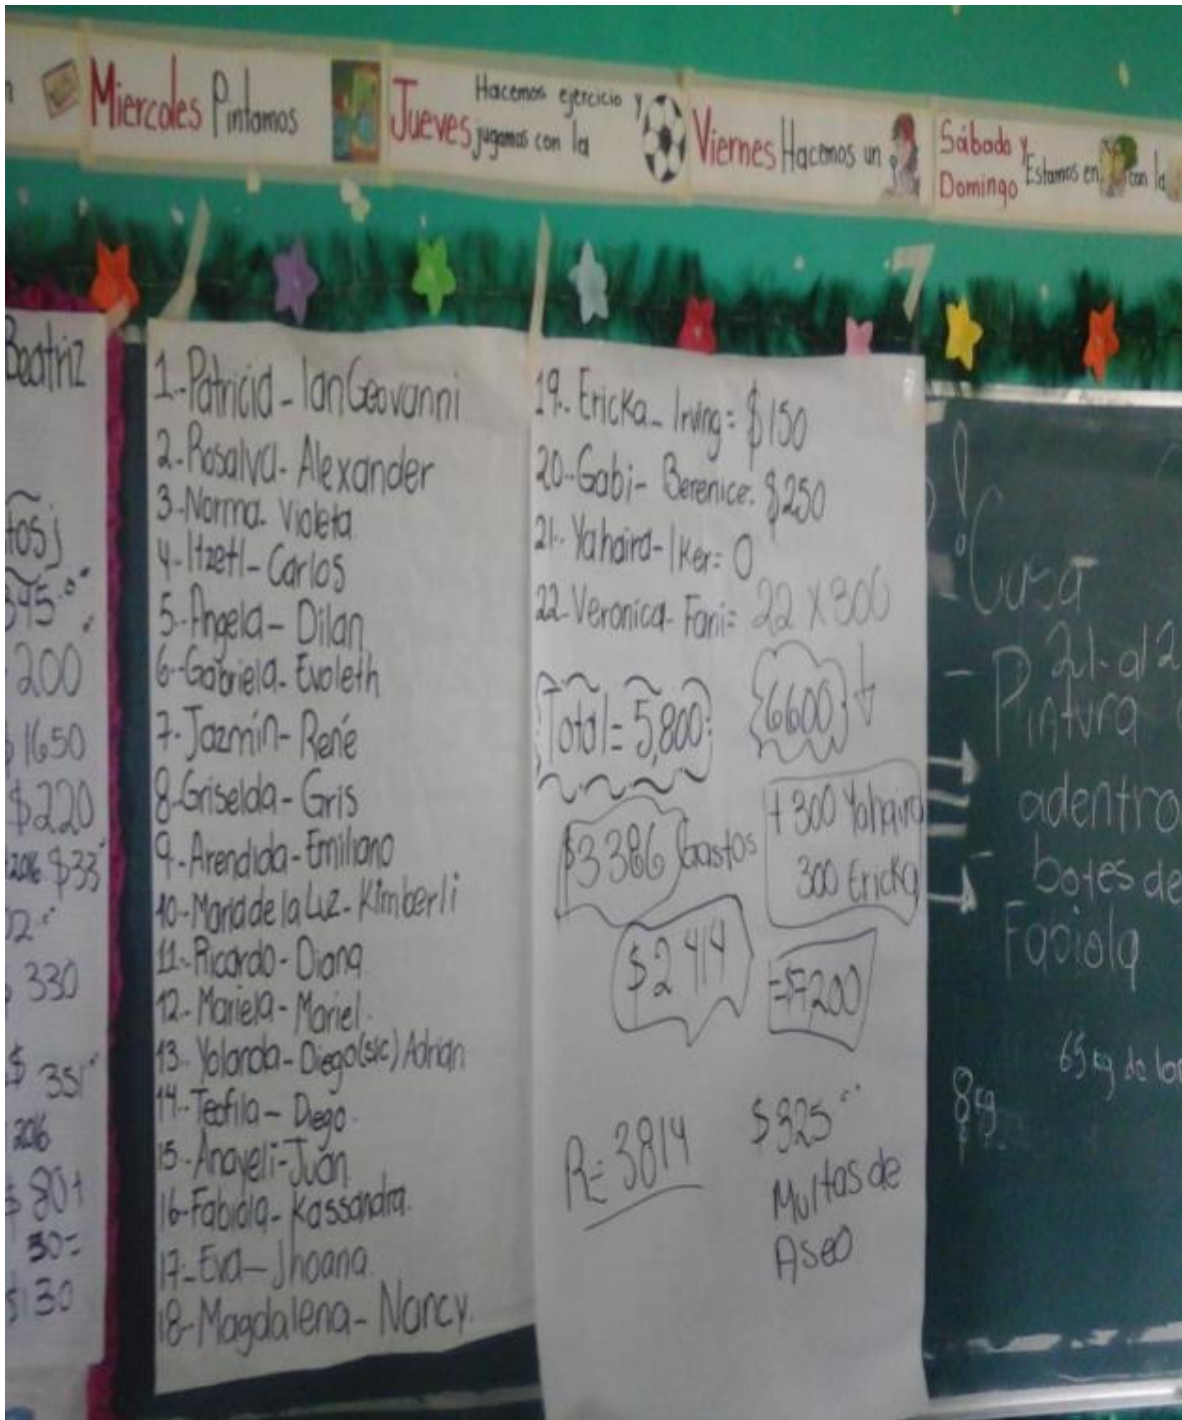 Miercoles Pintamos
Jueves Hacemos ejercicio y
jugamos con la
Viernes Hacemos un
Sábado y
Domingo Estamos en con la
Beatriz
tosj
345
200
$1650
$220
2016 $33
330
$ 351
2016
$ 801
30=
$130
1.-Patricia-IanGeovanni
2.-Rosalva-Alexander
3.-Norma-Violeta
4.-Itzetl-Carlos
5.-Angela-Dilan
6.-Gabriela-Evoleth
7.-Jazmín-René
8.-Griselda-Gris
9.-Arendida-Emiliano
10.-María de la Luz-Kimberli
11.-Ricardo-Diana
12.-Mariela-Mariel.
13.-Yolanda-Diego(sic)Adrian
14.-Teofila-Diego.
15.-Anayeli-Juan
16-Fabiola-Kassandra.
17-Eva-Jhoana
18-Magdalena-Nancy.
19.-Ericka-Irving=$150
20.-Gabi-Berenice.$250
21.-Yahaira-IKer=0
22-Veronica-Fani= 22 X 300
Total=5,800
6600
+300 Yahaira
300 Ericka
$3386 Gastos
$2414
=$7200
R=3814
$325
Multas de
Aseo
Casa
- 21-al 2
Pintura
adentro
- botes de
Fabiola
65 kg de
8 kg